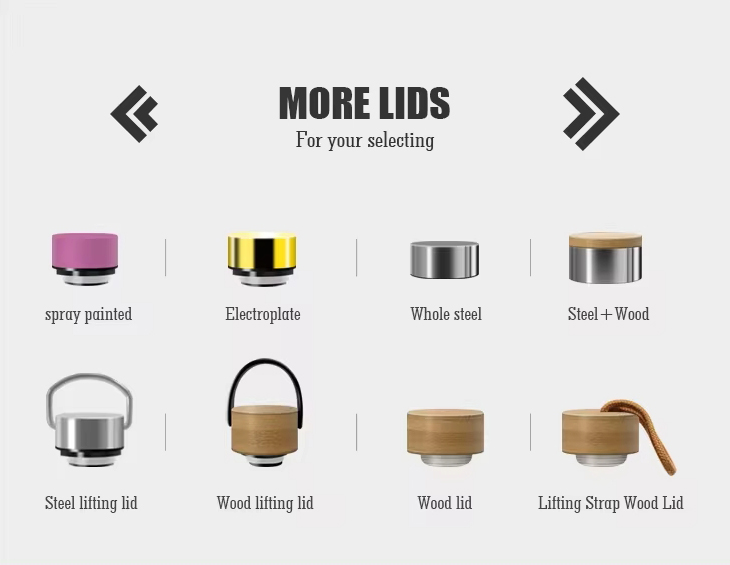 MORE LIDS
For your selecting
spray painted
Electroplate
Whole steel
Steel+Wood
Steel lifting lid
Wood lifting lid
Wood lid
Lifting Strap Wood Lid